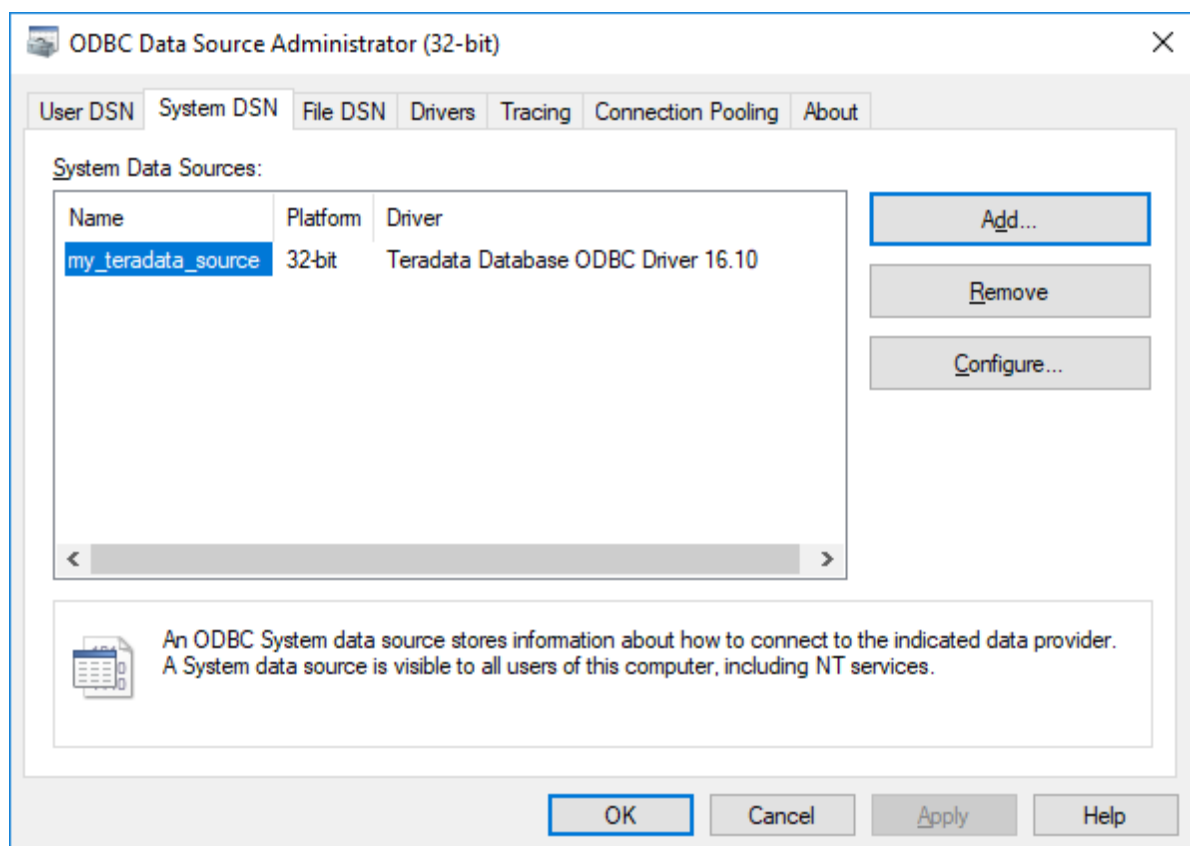 ODBC Data Source Administrator (32-bit)
User DSN System DSN File DSN Drivers Tracing Connection Pooling About
System Data Sources:
Name Platform Driver
my_teradata_source 32-bit Teradata Database ODBC Driver 16.10
Add...
Remove
Configure...
An ODBC System data source stores information about how to connect to the indicated data provider.
A System data source is visible to all users of this computer, including NT services.
OK Cancel Apply Help